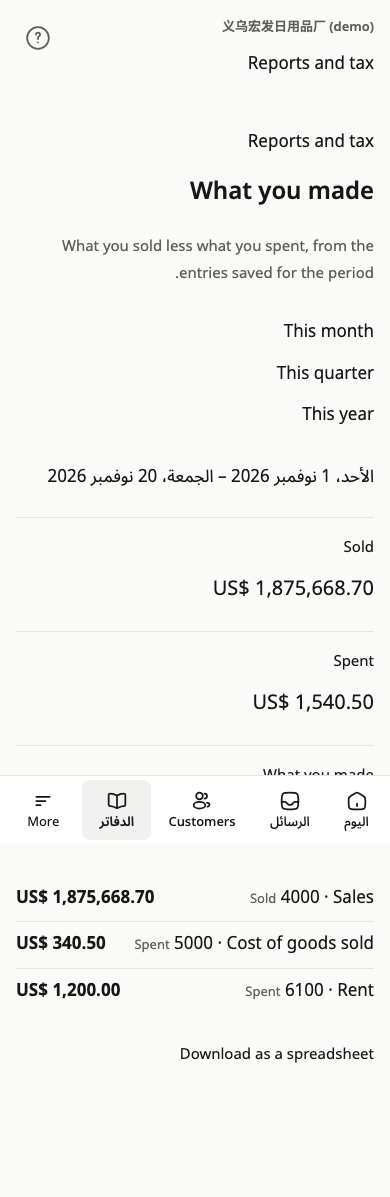 义乌宏发日用品厂 (demo)
Reports and tax
Reports and tax
What you made
What you sold less what you spent, from the
entries saved for the period.
This month
This quarter
This year
الأحد، 1 نوفمبر 2026 – الجمعة، 20 نوفمبر 2026
Sold
US$ 1,875,668.70
Spent
US$ 1,540.50
What you made
اليوم
الرسائل
Customers
الدفاتر
More
4000 · Sales Sold US$ 1,875,668.70
5000 · Cost of goods sold Spent US$ 340.50
6100 · Rent Spent US$ 1,200.00
Download as a spreadsheet